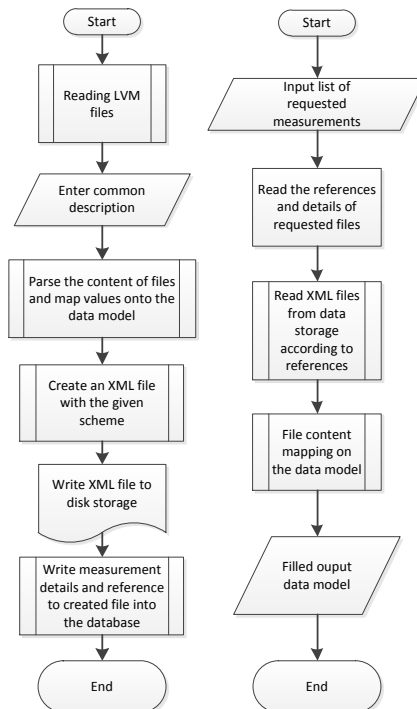 Start
Reading LVM
files
Enter common
description
Parse the content of files
and map values onto the
data model
Create an XML file
with the given
scheme
Write XML file to
disk storage
Write measurement
details and reference
to created file into
the database
End
Start
Input list of
requested
measurements
Read the references
and details of
requested files
Read XML files
from data
storage
according to
references
File content
mapping on
the data model
Filled ouput
data model
End